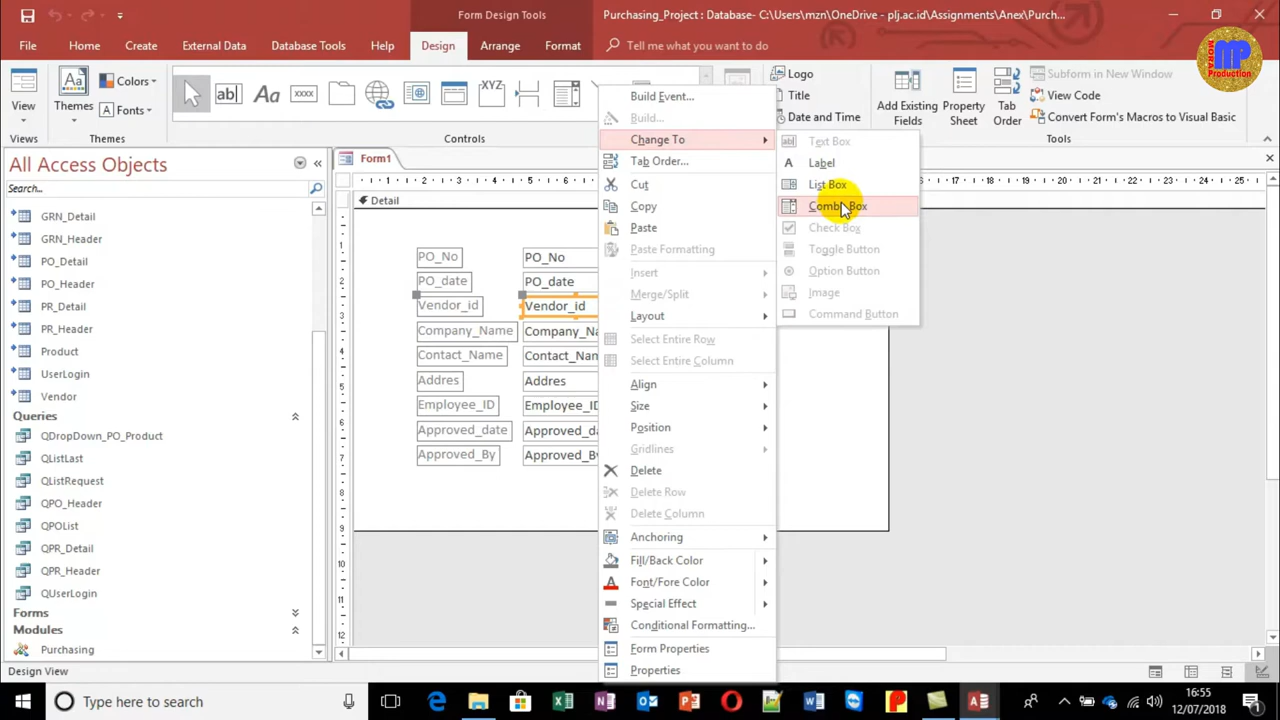 Form Design Tools
Purchasing_Project : Database- C:\Users\mzn\OneDrive - plj.ac.id\Assignments\Anex\Purch...
File
Home
Create
External Data
Database Tools
Help
Design
Arrange
Format
Tell me what you want to do
MORA
MP
Production
View
Themes
Colors
Fonts
ab|
Aa
xxxx
XYZ
Logo
Title
Date and Time
Add Existing
Fields
Property
Sheet
Tab
Order
Subform in New Window
View Code
Convert Form's Macros to Visual Basic
Views
Themes
Controls
Tools
All Access Objects
Search...
GRN_Detail
GRN_Header
PO_Detail
PO_Header
PR_Detail
PR_Header
Product
UserLogin
Vendor
Queries
QDropDown_PO_Product
QListLast
QListRequest
QPO_Header
QPOList
QPR_Detail
QPR_Header
QUserLogin
Forms
Modules
Purchasing
Form1
Detail
PO_No PO_No
PO_date PO_date
Vendor_id Vendor_id
Company_Name Company_Na
Contact_Name Contact_Nam
Addres Addres
Employee_ID Employee_ID
Approved_date Approved_da
Approved_By Approved_By
Build Event...
Build...
Change To
Tab Order...
Cut
Copy
Paste
Paste Formatting
Insert
Merge/Split
Layout
Select Entire Row
Select Entire Column
Align
Size
Position
Gridlines
Delete
Delete Row
Delete Column
Anchoring
Fill/Back Color
Font/Fore Color
Special Effect
Conditional Formatting...
Form Properties
Properties
Text Box
Label
List Box
Combo Box
Check Box
Toggle Button
Option Button
Image
Command Button
Design View
Type here to search
16:55
12/07/2018